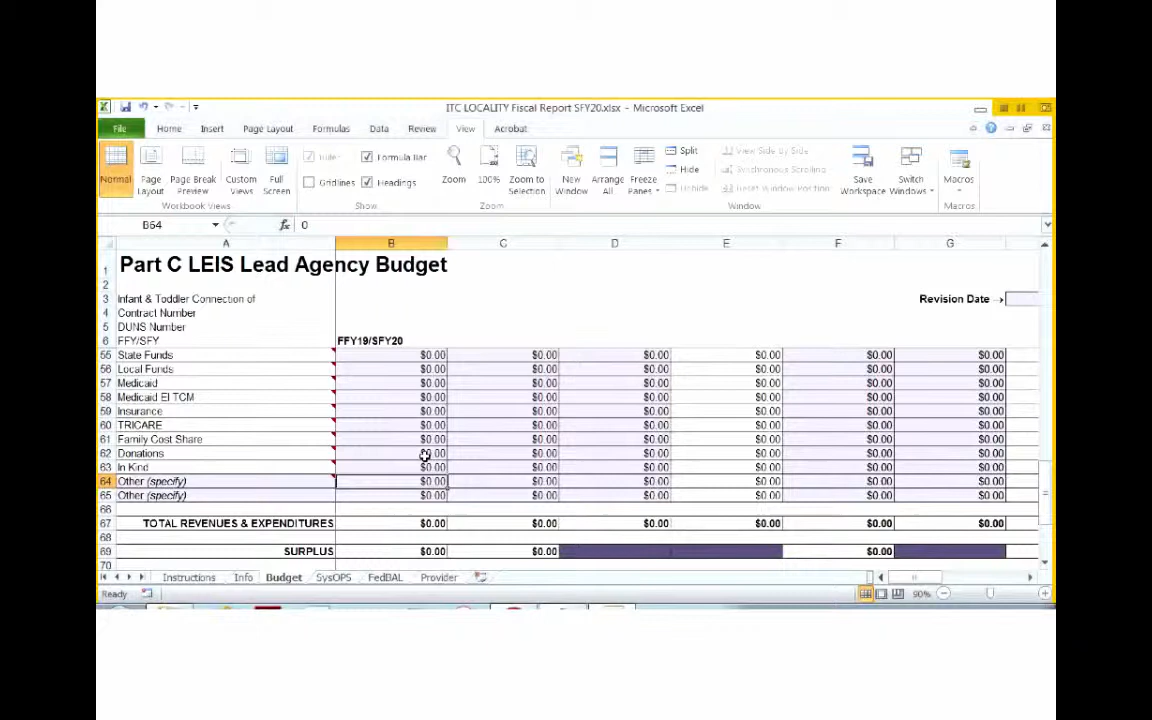 ITC LOCALITY Fiscal Report SFY20.xlsx - Microsoft Excel
File Home Insert Page Layout Formulas Data Review View Acrobat
Normal Page Layout Page Break Preview Custom Views Full Screen
Ruler Formula Bar
Gridlines Headings
Zoom 100% Zoom to Selection
New Window Arrange All Freeze Panes
Split
Hide
Unhide
View Side by Side
Synchronous Scrolling
Reset Window Position
Save Workspace Switch Windows Macros
Workbook Views Show Zoom Window Macros
B64 fx 0
A B C D E F G
1 Part C LEIS Lead Agency Budget
2
3 Infant & Toddler Connection of Revision Date →
4 Contract Number
5 DUNS Number
6 FFY/SFY FFY19/SFY20
55 State Funds $0.00 $0.00 $0.00 $0.00 $0.00 $0.00
56 Local Funds $0.00 $0.00 $0.00 $0.00 $0.00 $0.00
57 Medicaid $0.00 $0.00 $0.00 $0.00 $0.00 $0.00
58 Medicaid EI TCM $0.00 $0.00 $0.00 $0.00 $0.00 $0.00
59 Insurance $0.00 $0.00 $0.00 $0.00 $0.00 $0.00
60 TRICARE $0.00 $0.00 $0.00 $0.00 $0.00 $0.00
61 Family Cost Share $0.00 $0.00 $0.00 $0.00 $0.00 $0.00
62 Donations $0.00 $0.00 $0.00 $0.00 $0.00 $0.00
63 In Kind $0.00 $0.00 $0.00 $0.00 $0.00 $0.00
64 Other (specify) $0.00 $0.00 $0.00 $0.00 $0.00 $0.00
65 Other (specify) $0.00 $0.00 $0.00 $0.00 $0.00 $0.00
66
67 TOTAL REVENUES & EXPENDITURES $0.00 $0.00 $0.00 $0.00 $0.00 $0.00
68
69 SURPLUS $0.00 $0.00 $0.00
70
Instructions Info Budget SysOPS FedBAL Provider
Ready 90%